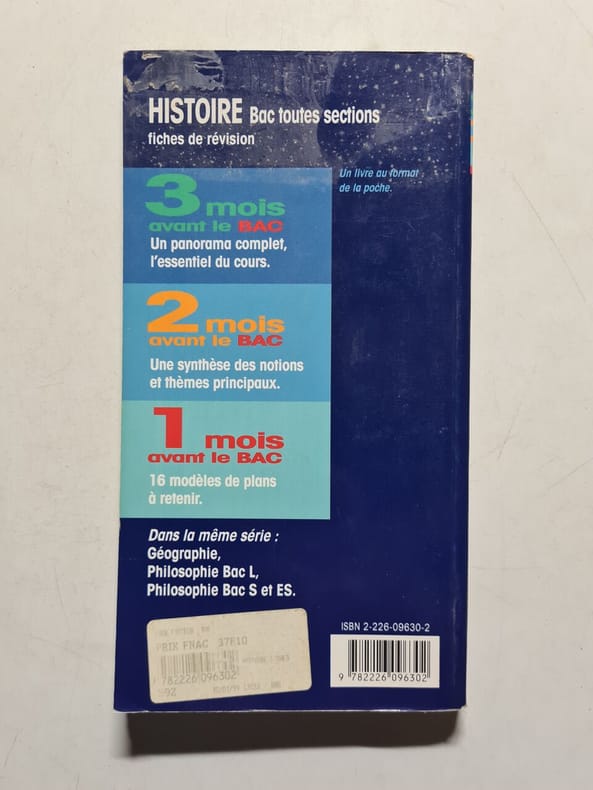 HISTOIRE Bac toutes sections
fiches de révision
Un livre au format
de la poche.
3 mois
avant le BAC
Un panorama complet,
l'essentiel du cours.
2 mois
avant le BAC
Une synthèse des notions
et thèmes principaux.
1 mois
avant le BAC
16 modèles de plans
à retenir.
Dans la même série :
Géographie,
Philosophie Bac L,
Philosophie Bac S et ES.
PRIX FNAC 37F10
782226 096302
ISBN 2-226-09630-2
9 782226 096302